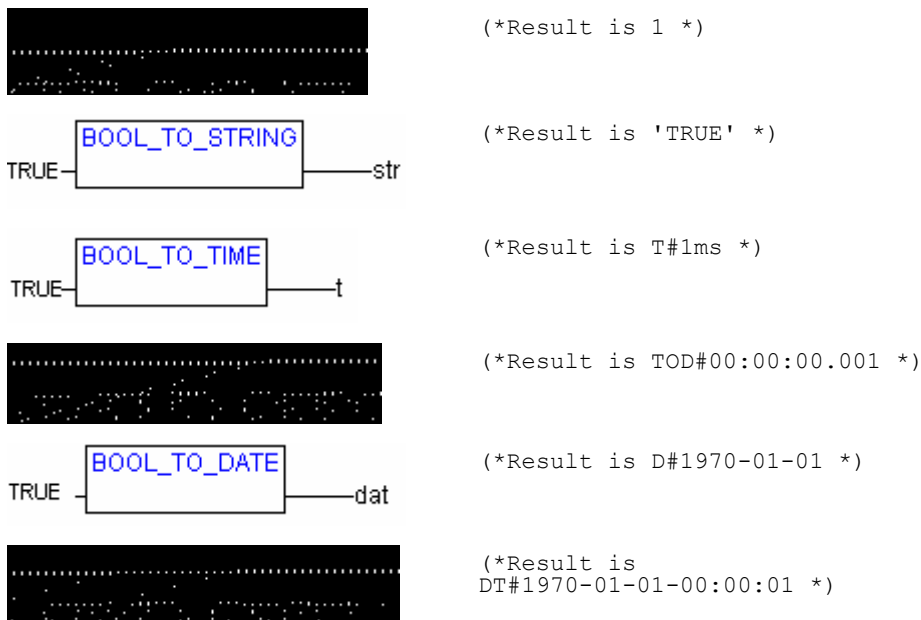 (*Result is 1 *)
BOOL_TO_STRING
TRUE
str
(*Result is 'TRUE' *)
BOOL_TO_TIME
TRUE
t
(*Result is T#1ms *)
(*Result is TOD#00:00:00.001 *)
BOOL_TO_DATE
TRUE
dat
(*Result is D#1970-01-01 *)
(*Result is
DT#1970-01-01-00:00:01 *)